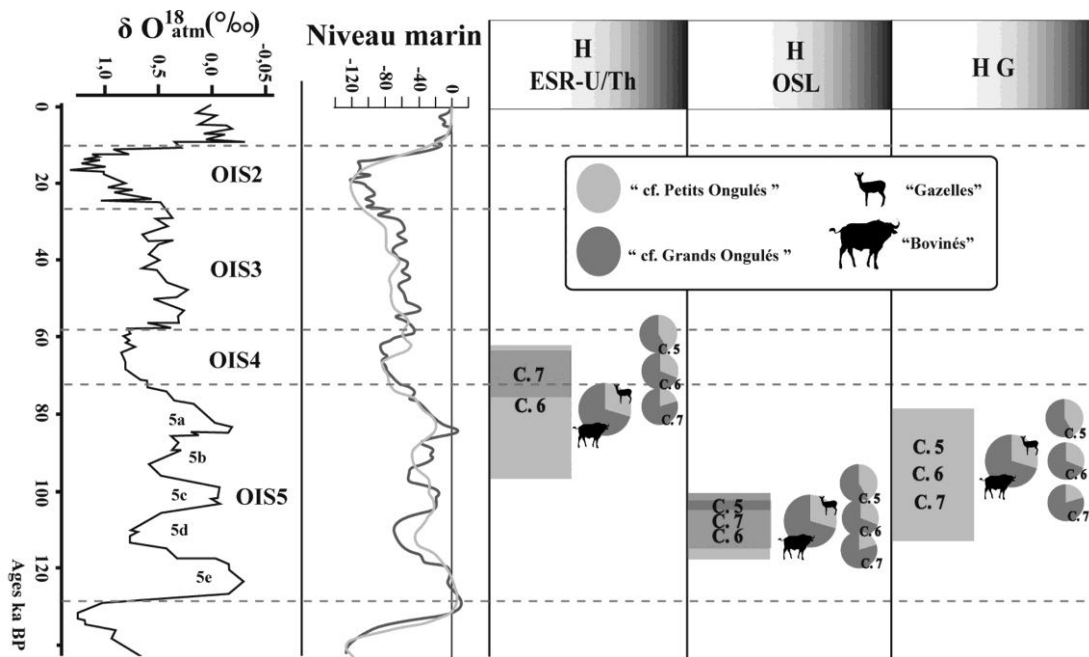 δ O18atm(°/oo)
1,0 0,5 0,0 -0,05
Niveau marin
-120 -80 -40 0
H
ESR-U/Th
H
OSL
H G
0
20
40
60
80
100
120
Ages ka BP
OIS2
OIS3
OIS4
OIS5
5a
5b
5c
5d
5e
“ cf. Petits Ongulés ”
“Gazelles”
“ cf. Grands Ongulés ”
“Bovinés”
C. 7
C. 6
C. 5
C. 6
C. 7
C. 5
C. 7
C. 6
C. 5
C. 6
C. 7
C. 5
C. 6
C. 7
C. 5
C. 6
C. 7